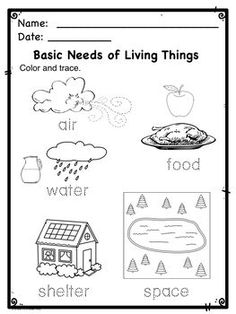 Name:
Date:
Basic Needs of Living Things
Color and trace.
air
food
water
shelter
space